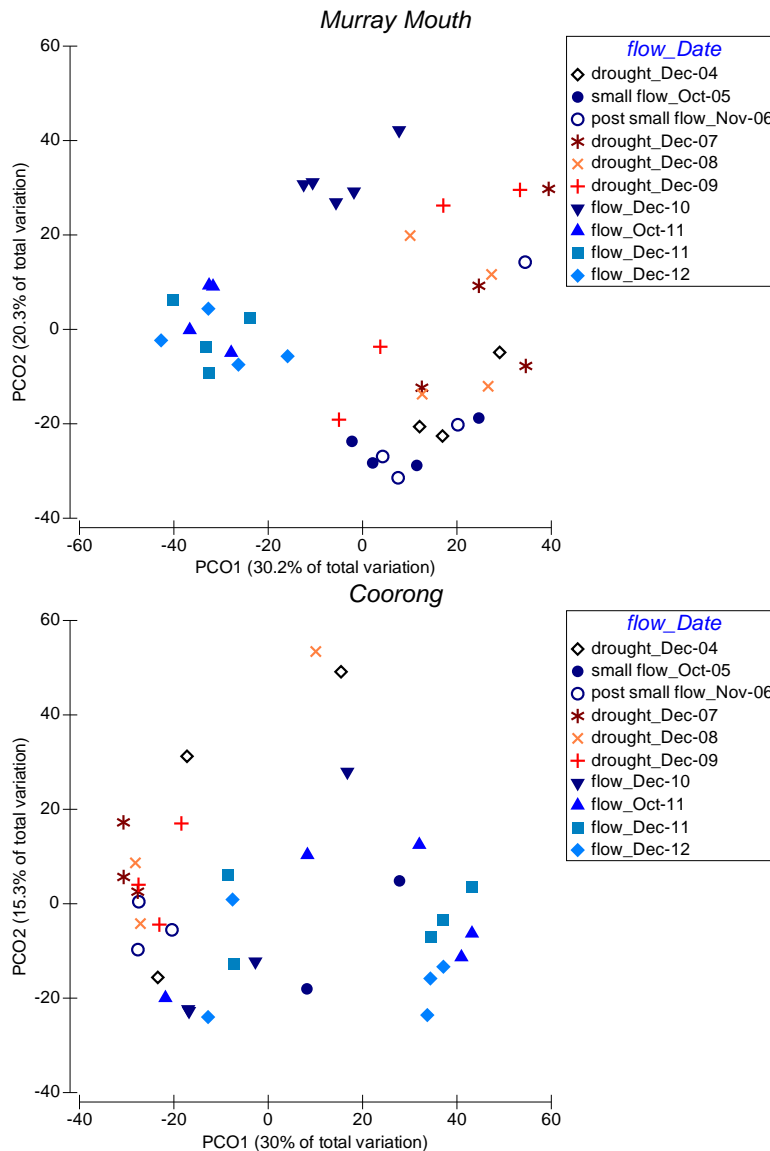 Murray Mouth
60
40
20
0
-20
-40
PCO2 (20.3% of total variation)
-60
-40
-20
0
20
40
PCO1 (30.2% of total variation)
flow_Date
drought_Dec-04
small flow_Oct-05
post small flow_Nov-06
drought_Dec-07
drought_Dec-08
drought_Dec-09
flow_Dec-10
flow_Oct-11
flow_Dec-11
flow_Dec-12
Coorong
60
40
20
0
-20
-40
PCO2 (15.3% of total variation)
-40
-20
0
20
40
60
PCO1 (30% of total variation)
flow_Date
drought_Dec-04
small flow_Oct-05
post small flow_Nov-06
drought_Dec-07
drought_Dec-08
drought_Dec-09
flow_Dec-10
flow_Oct-11
flow_Dec-11
flow_Dec-12